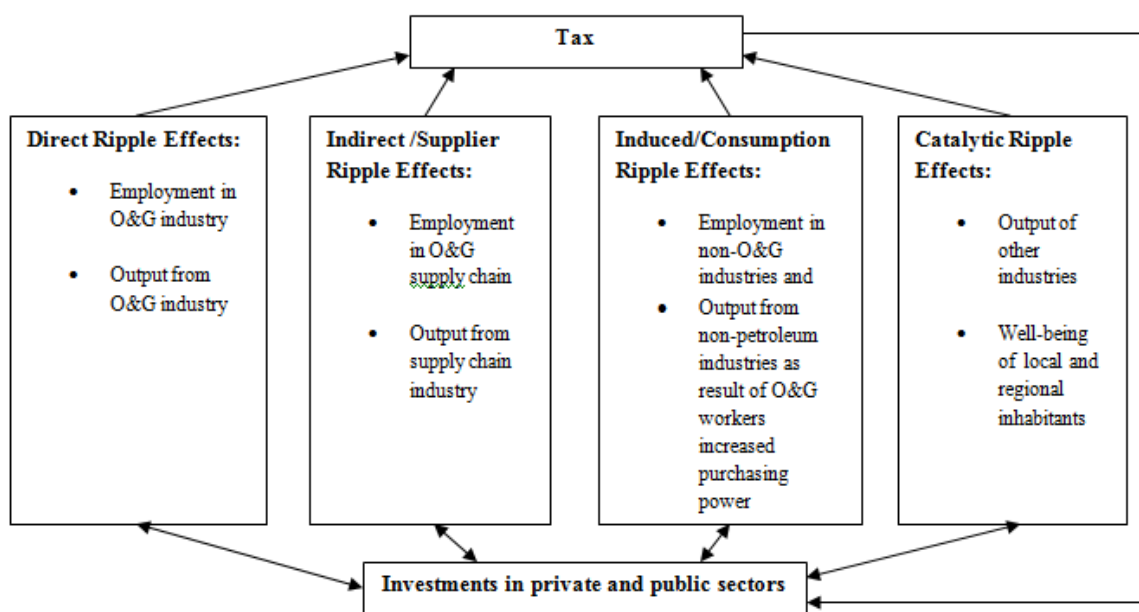 Tax
Direct Ripple Effects:
• Employment in
O&G industry
• Output from
O&G industry
Indirect /Supplier
Ripple Effects:
• Employment
in O&G
supply chain
• Output from
supply chain
industry
Induced/Consumption
Ripple Effects:
• Employment in
non-O&G
industries and
• Output from
non-petroleum
industries as
result of O&G
workers
increased
purchasing
power
Catalytic Ripple
Effects:
• Output of
other
industries
• Well-being
of local and
regional
inhabitants
Investments in private and public sectors